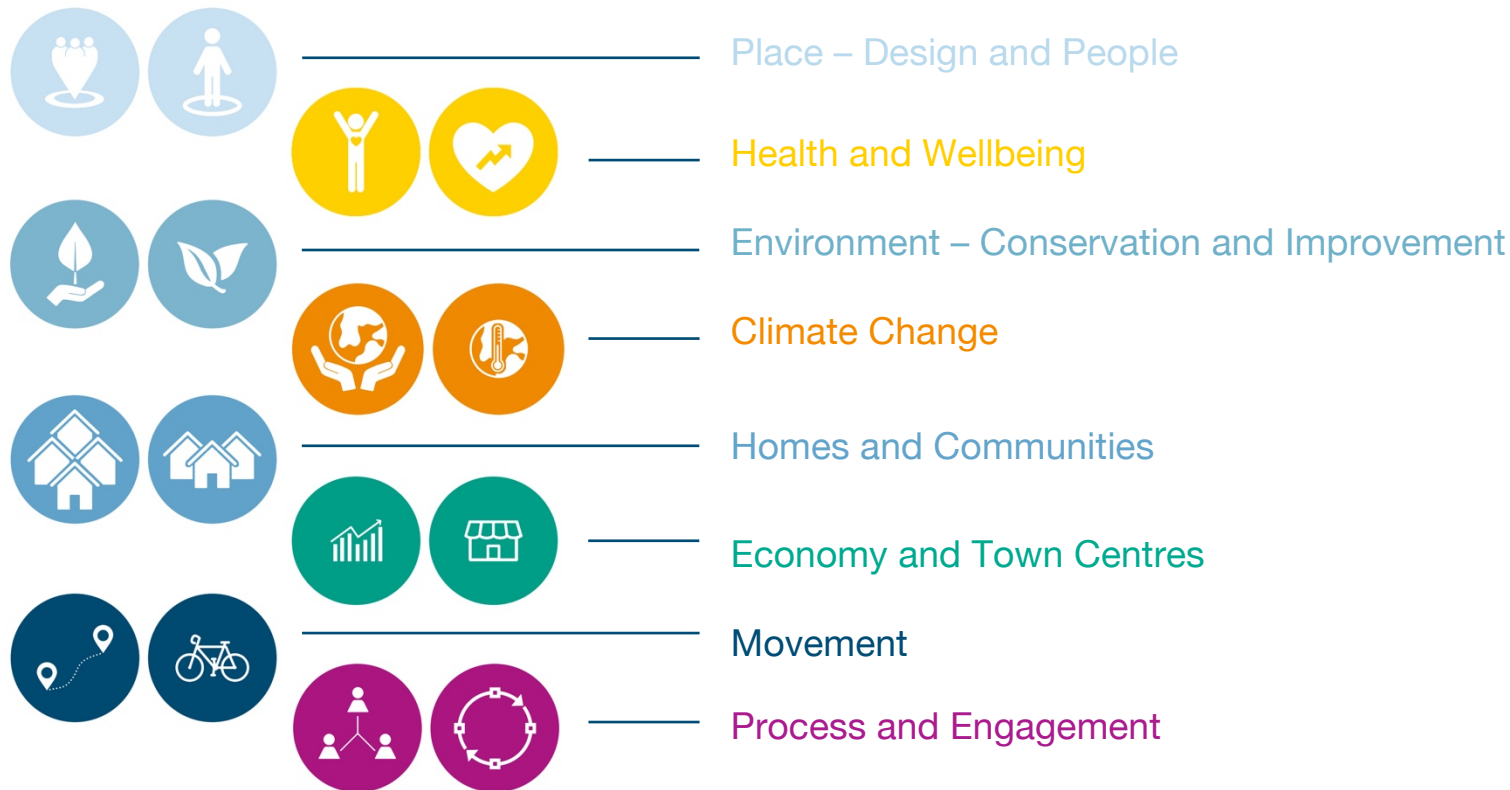 Place – Design and People
Health and Wellbeing
Environment – Conservation and Improvement
Climate Change
Homes and Communities
Economy and Town Centres
Movement
Process and Engagement